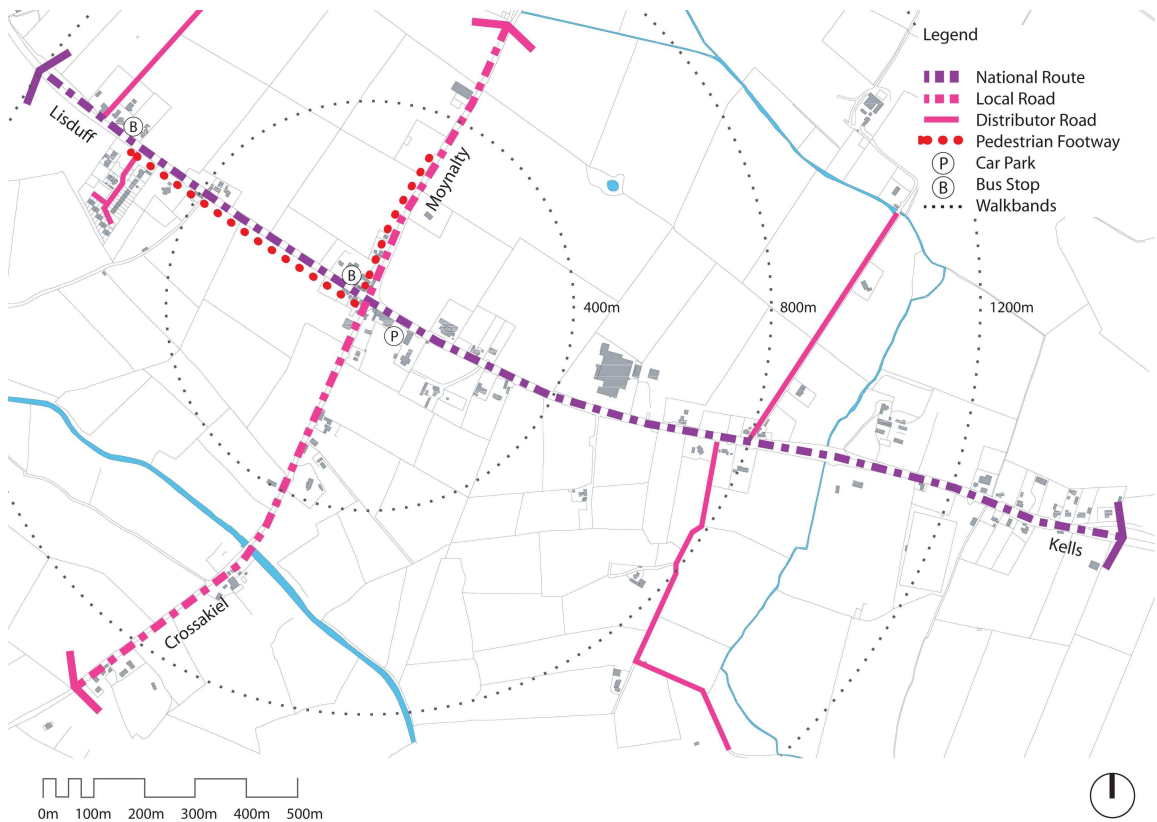 Legend
National Route
Local Road
Distributor Road
Pedestrian Footway
P Car Park
B Bus Stop
Walkbands
Lisduff
B
Moynalty
B
P
400m
800m
1200m
Kells
Crossakiel
0m 100m 200m 300m 400m 500m